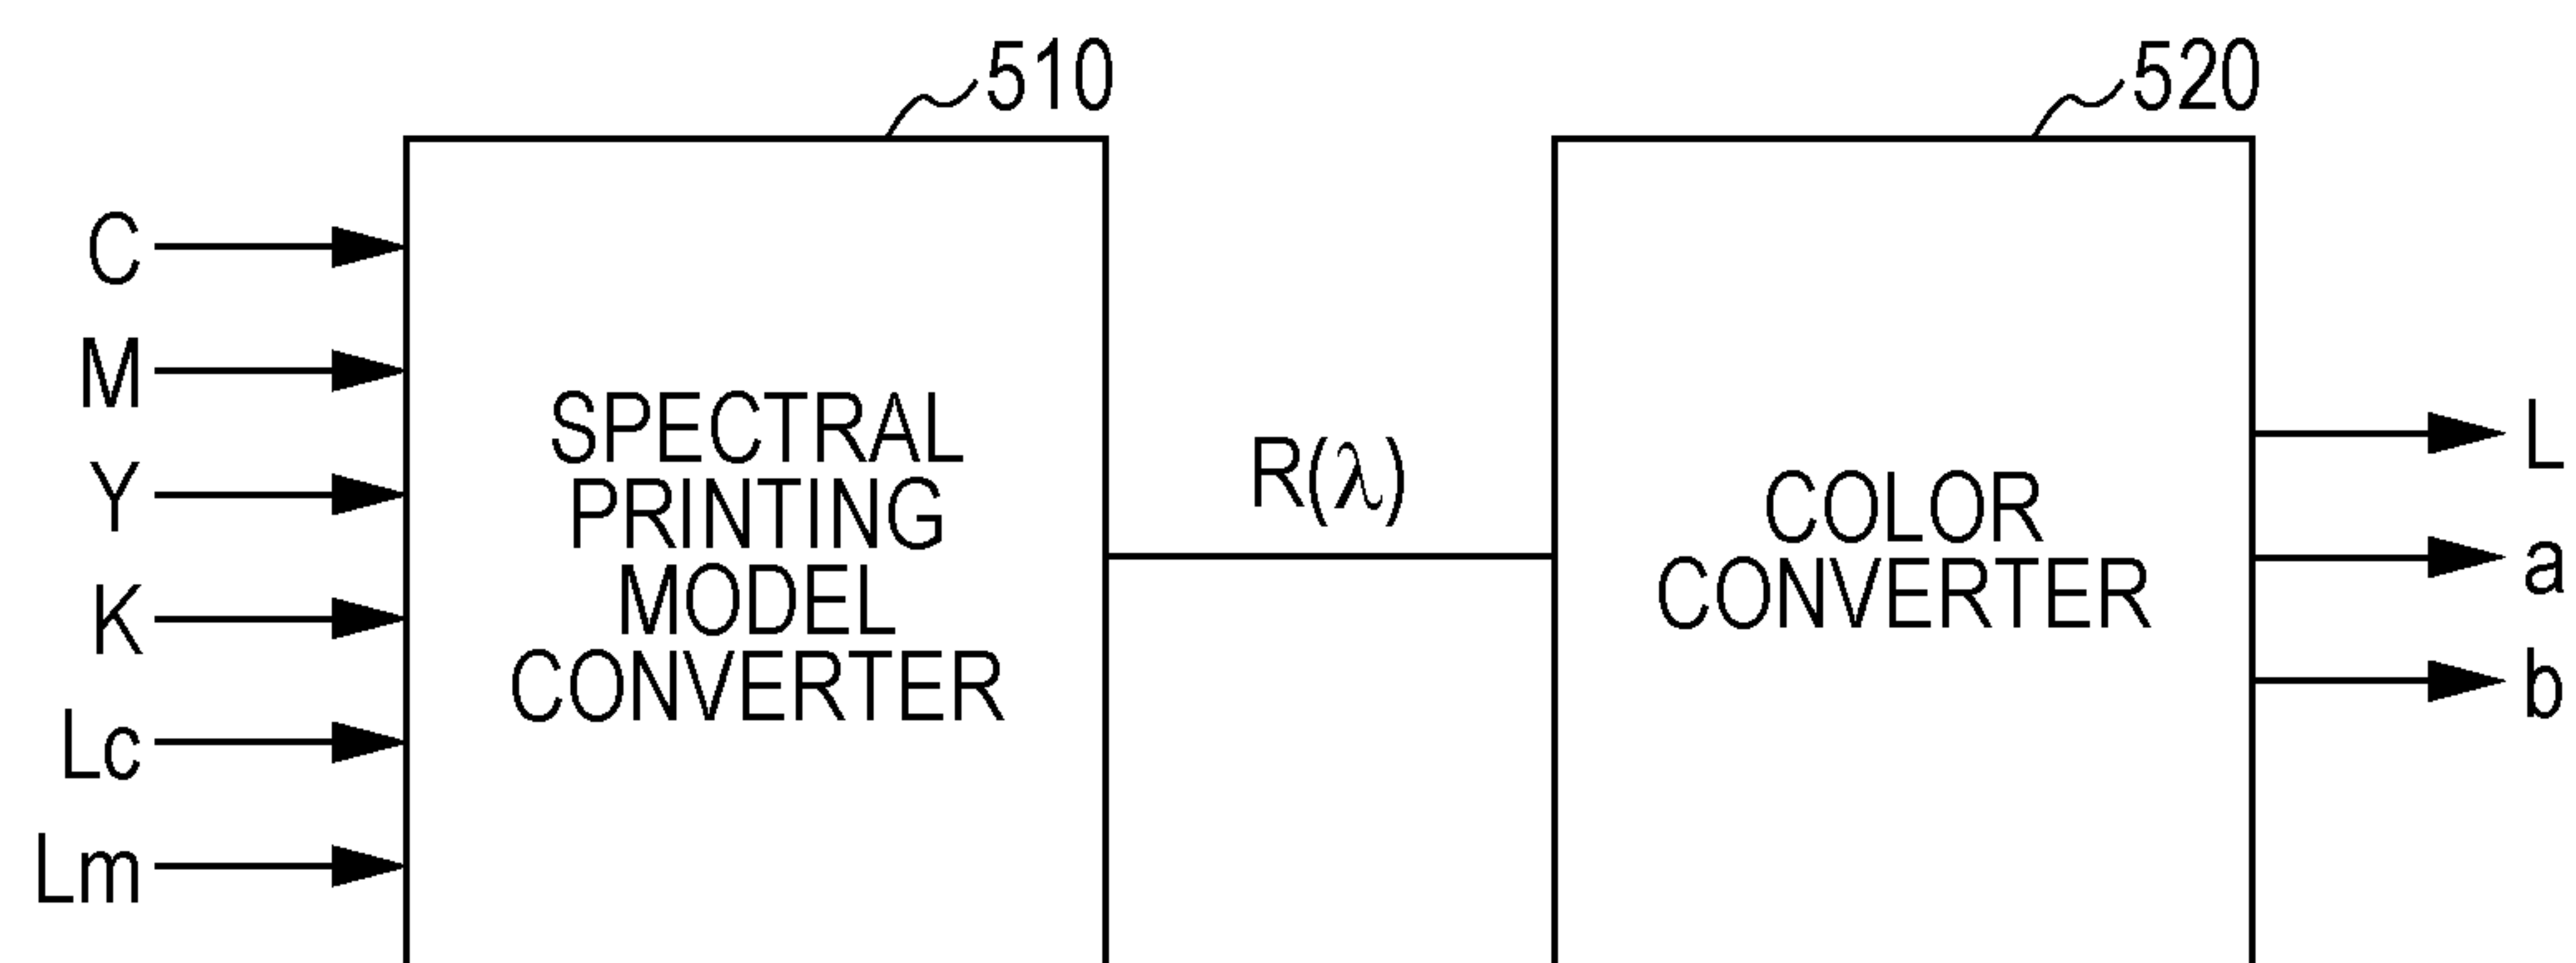 510
520
C
M
Y
K
Lc
Lm
SPECTRAL
PRINTING
MODEL
CONVERTER
R(λ)
COLOR
CONVERTER
L
a
b